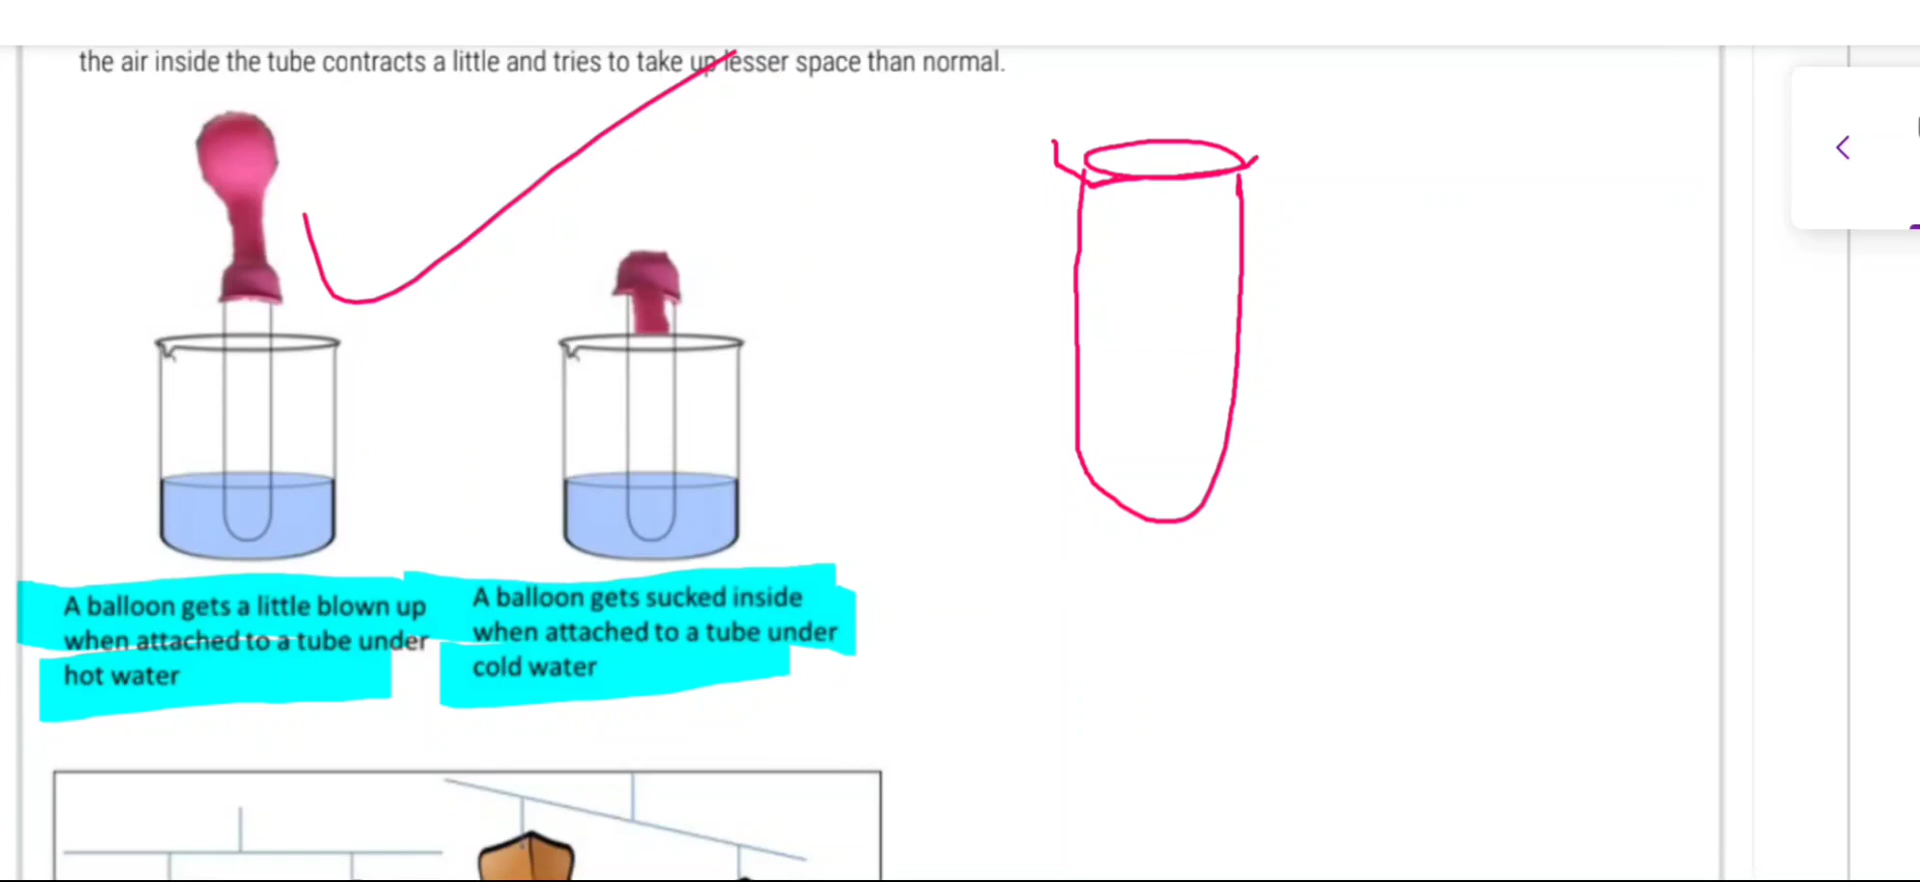 the air inside the tube contracts a little and tries to take up lesser space than normal.
A balloon gets a little blown up
when attached to a tube under
hot water
A balloon gets sucked inside
when attached to a tube under
cold water